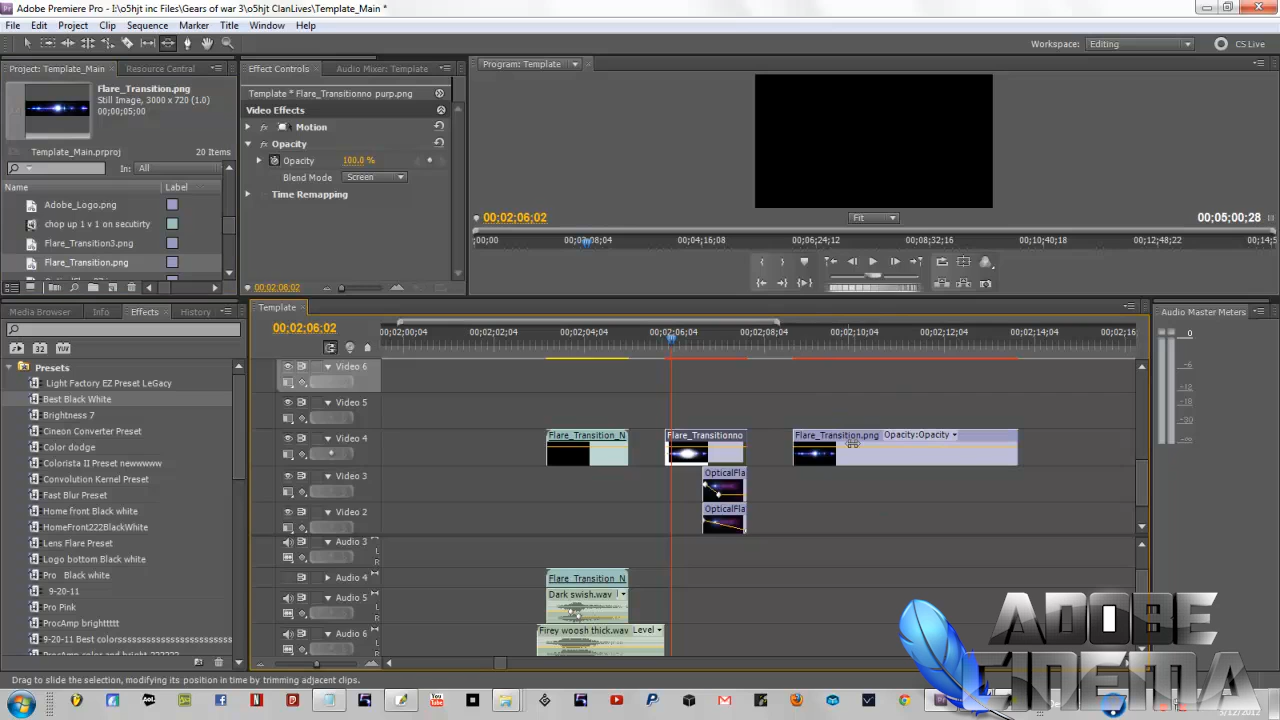 Adobe Premiere Pro - I:\o5hjt inc Files\Gears of war 3\o5hjt ClanLives\Template_Main *
File Edit Project Clip Sequence Marker Title Window Help
Workspace: Editing CS Live
Project: Template_Main Resource Central
Flare_Transition.png
Still Image, 3000 x 720 (1.0)
00;00;05;00
Template_Main.prproj 20 Items
In: All
Name Label
Adobe_Logo.png
chop up 1 v 1 on secutirty
Flare_Transition3.png
Flare_Transition.png
Effect Controls Audio Mixer: Template
Template * Flare_Transitionno purp.png
Video Effects
Motion
Opacity
Opacity 100.0 %
Blend Mode Screen
Time Remapping
00;02;06;02
Program: Template
00;02;06;02 Fit 00;05;00;28
;00;00 00;02;08;04 00;04;16;08 00;06;24;12 00;08;32;16 00;10;40;18 00;12;48;22 00;14;5
Media Browser Info Effects History
32
Presets
Light Factory EZ Preset LeGacy
Best Black White
Brightness 7
Cineon Converter Preset
Color dodge
Colorista II Preset newwwww
Convolution Kernel Preset
Fast Blur Preset
Home front Black white
HomeFront222BlackWhite
Lens Flare Preset
Logo bottom Black white
Pro Black white
9-20-11
Pro Pink
ProcAmp brighttttt
9-20-11 Best colorssssssssssssssssss
ProcAmp color and bright 
Template
00;02;06;02
00;02;00;04 00;02;02;04 00;02;04;04 00;02;06;04 00;02;08;04 00;02;10;04 00;02;12;04 00;02;14;04 00;02;16
Video 6
Video 5
Video 4
Flare_Transition_N Flare_Transitionno Flare_Transition.png Opacity:Opacity
Video 3
OpticalFla
Video 2
OpticalFla
Audio 3
L
R
Audio 4
Flare_Transition_N
Audio 5
L
R
Dark swish.wav
Audio 6
L
R
Firey woosh thick.wav Level
Audio Master Meters
0
-6
-12
-18
-30
Drag to slide the selection, modifying its position in time by trimming adjacent clips.
ADOBE
CINEMA